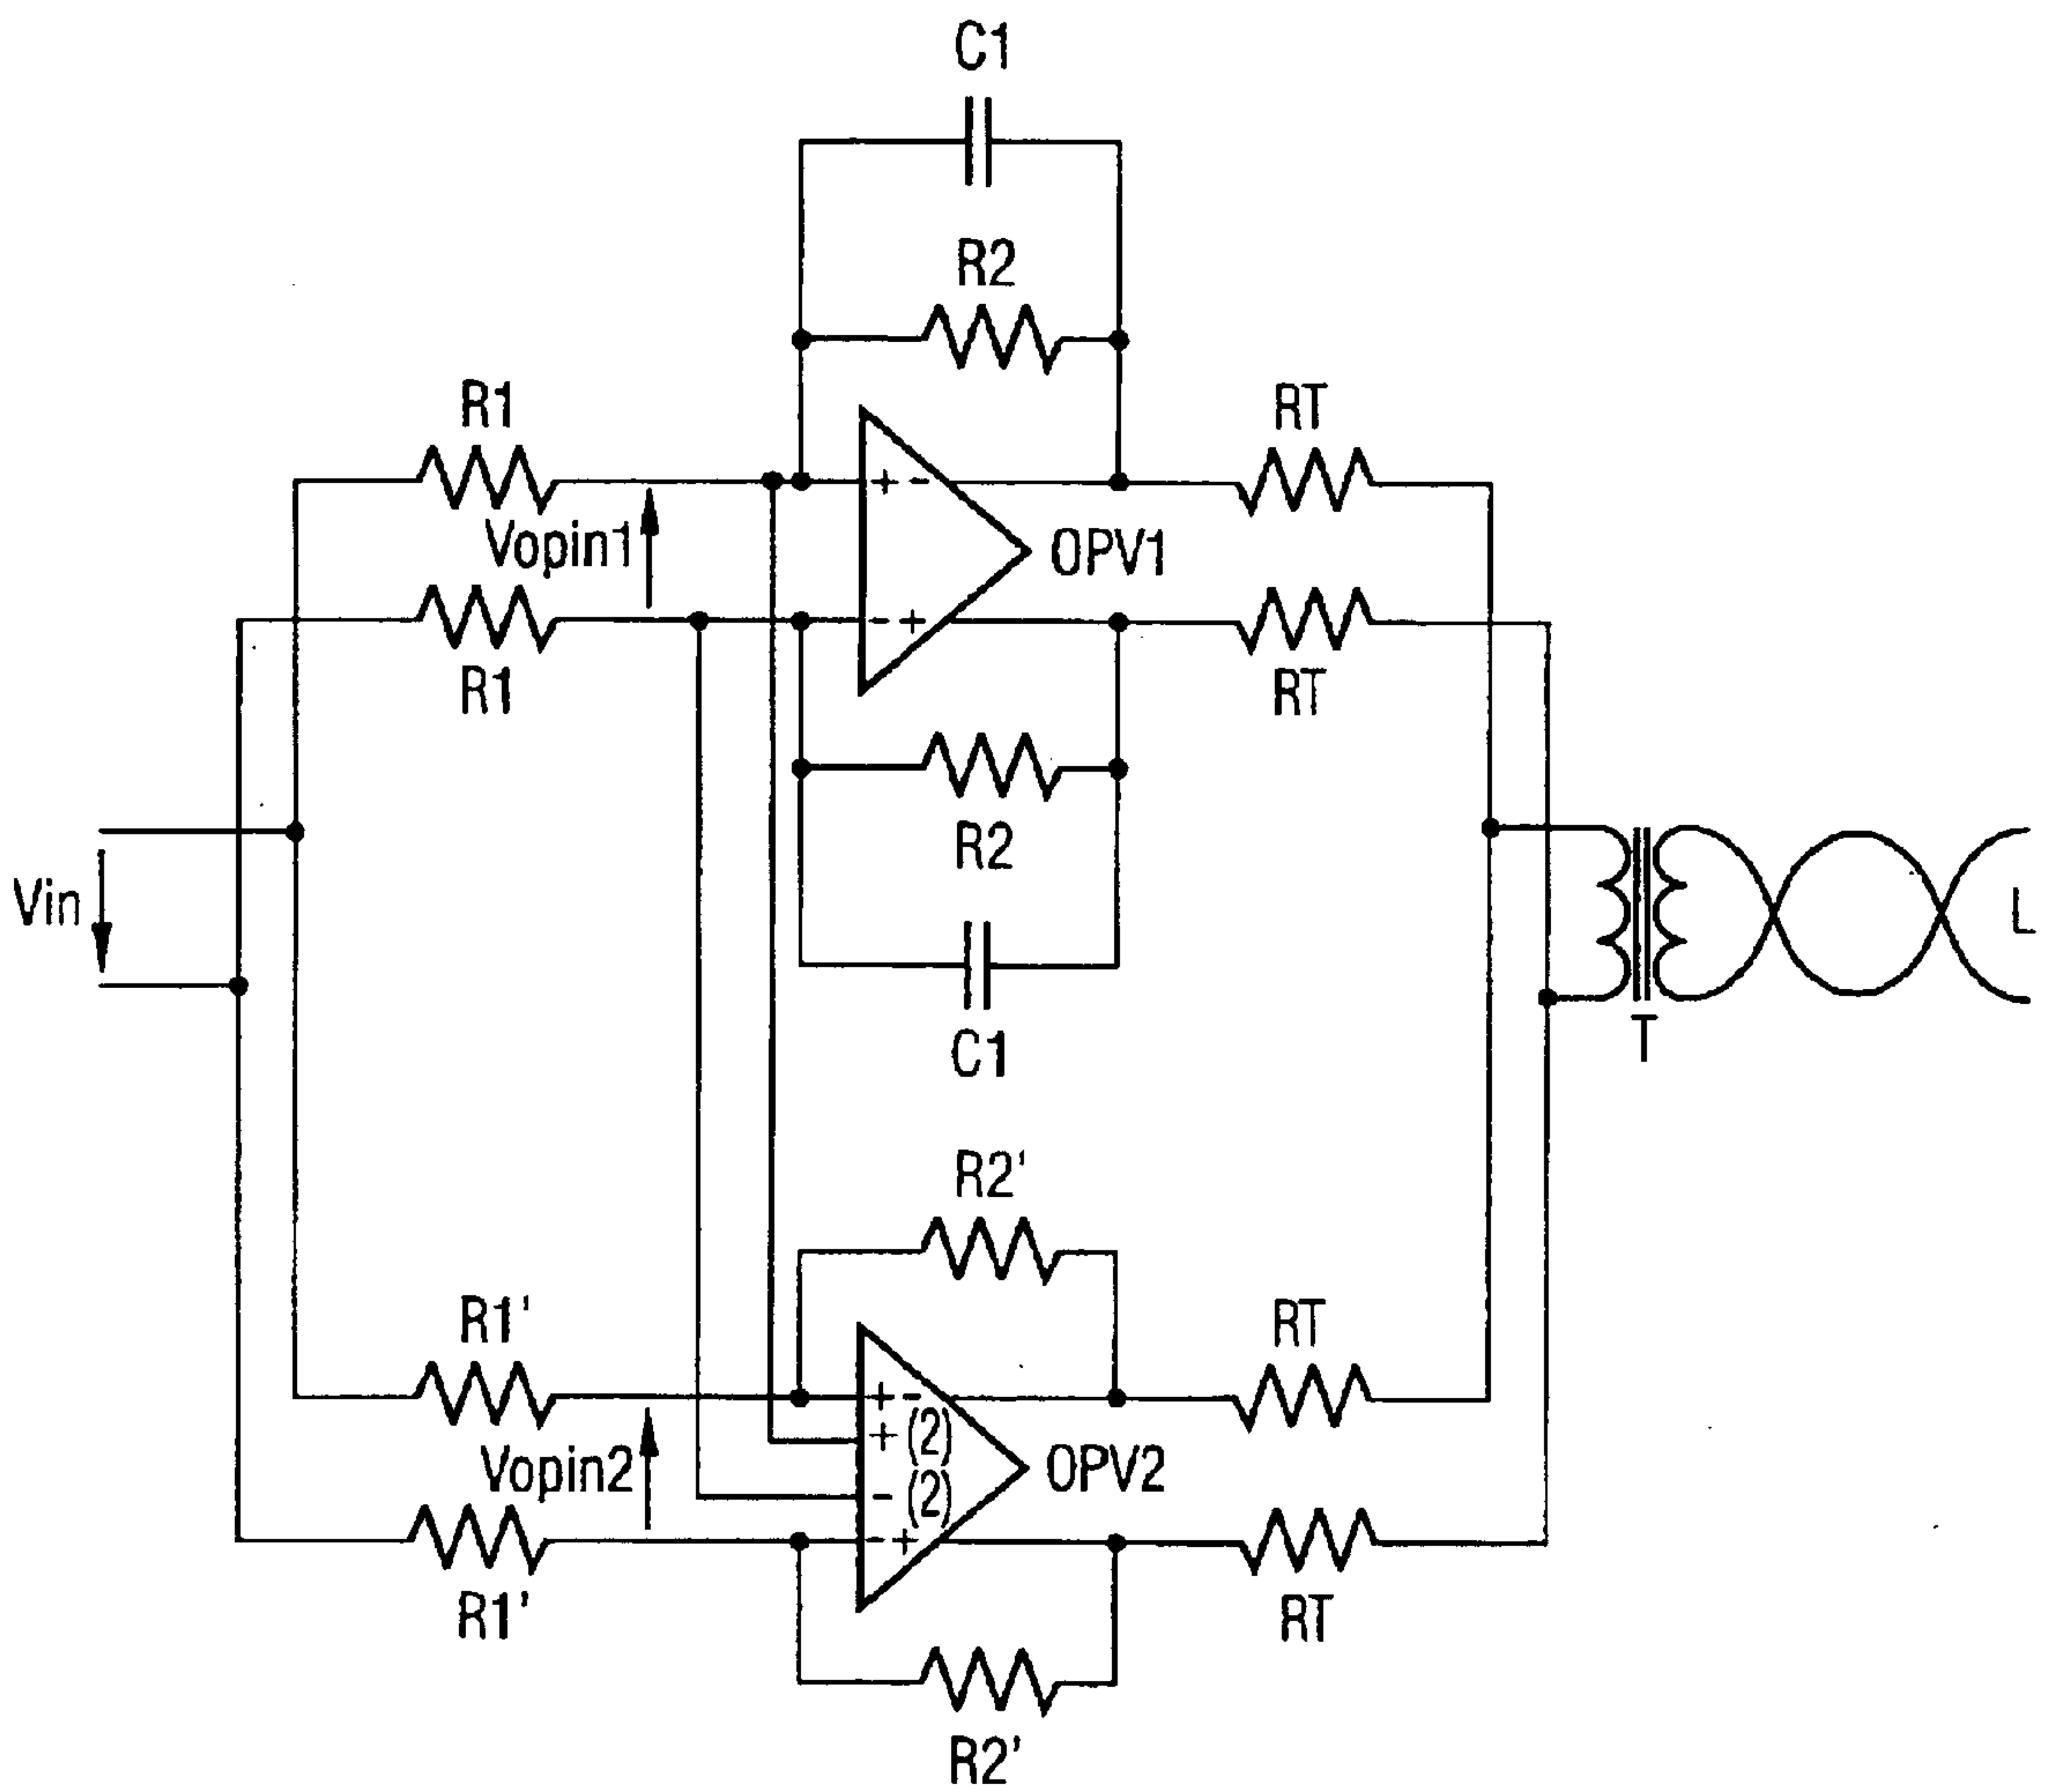 C1
R2
R1
RT
+ -
Vopin1
OPV1
- +
R1
RT
R2
Vin
L
C1
T
R2'
R1'
RT
+ -
+ (2)
Vopin2
OPV2
- (2)
- +
R1'
RT
R2'